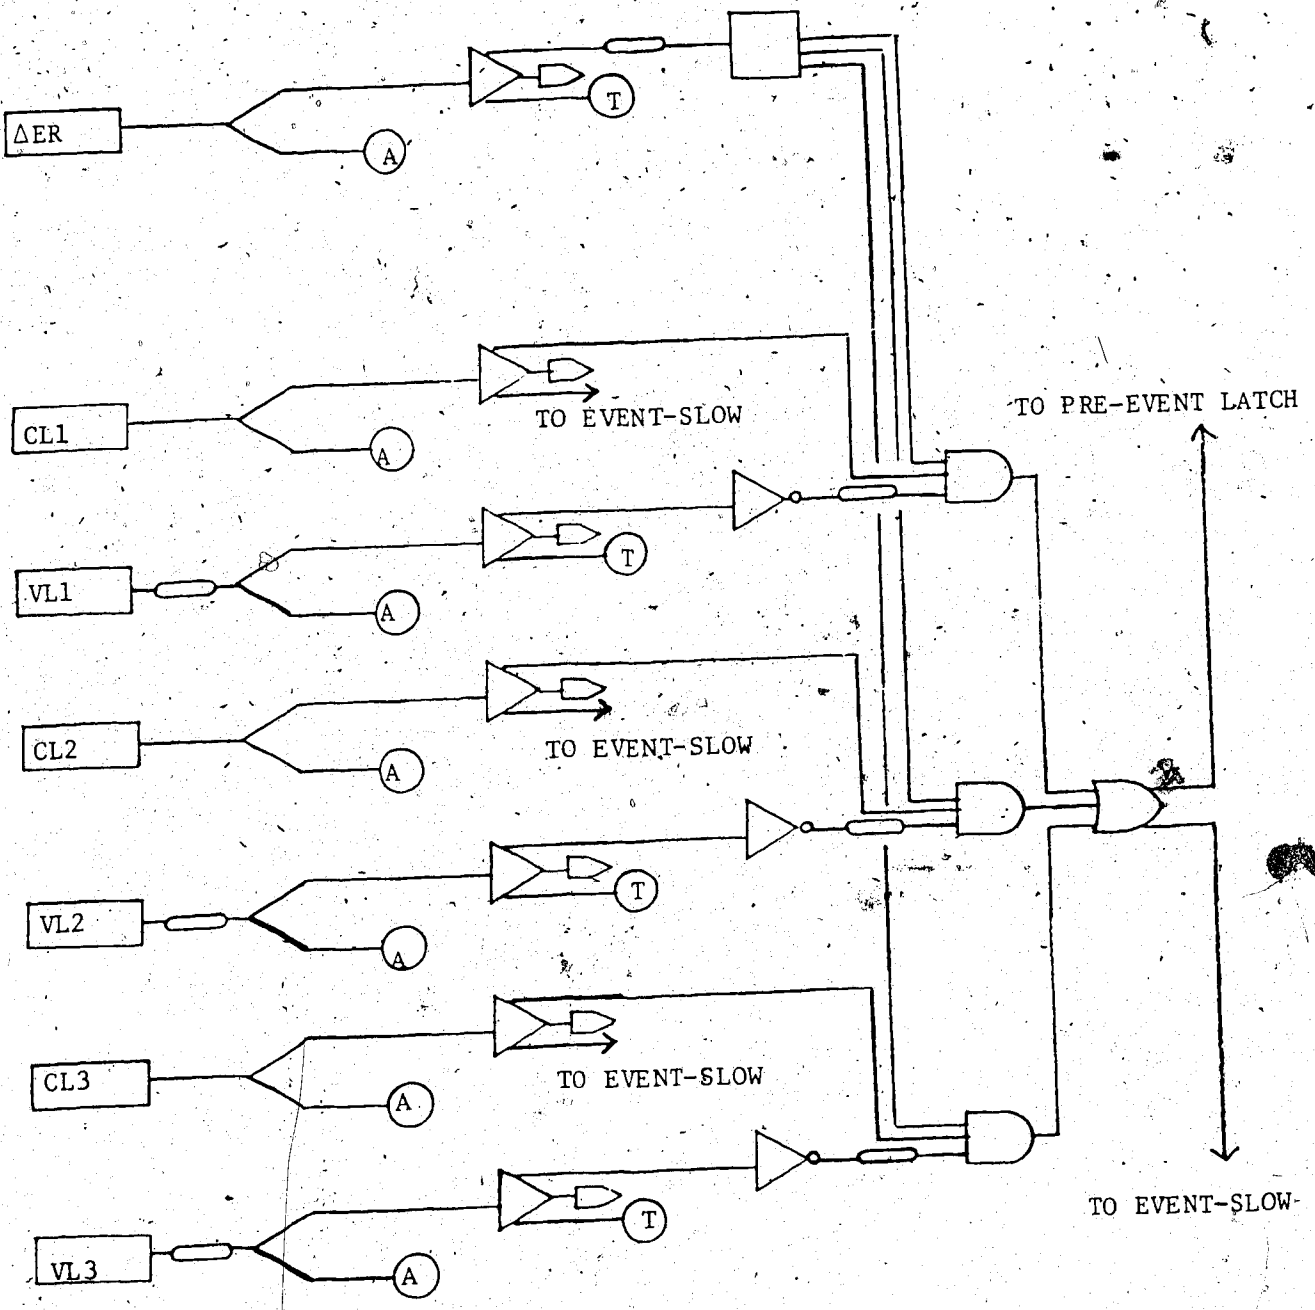 T
ΔER
A
TO EVENT-SLOW
TO PRE-EVENT LATCH
CL1
A
T
VL1
A
TO EVENT-SLOW
CL2
A
T
VL2
A
TO EVENT-SLOW
CL3
A
TO EVENT-SLOW
T
VL3
A